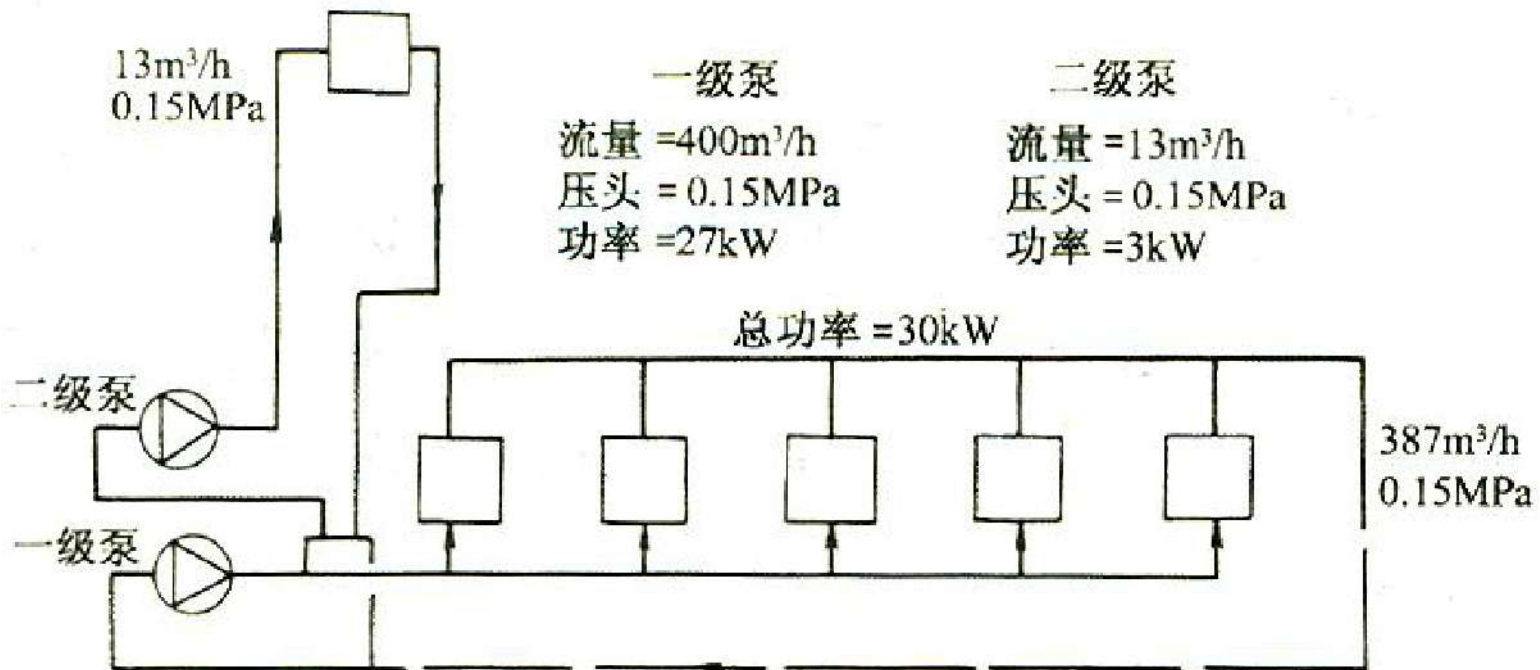 13m³/h
0.15MPa
一级泵
流量=400m³/h
压头=0.15MPa
功率=27kW
二级泵
流量=13m³/h
压头=0.15MPa
功率=3kW
总功率=30kW
二级泵
387m³/h
0.15MPa
一级泵